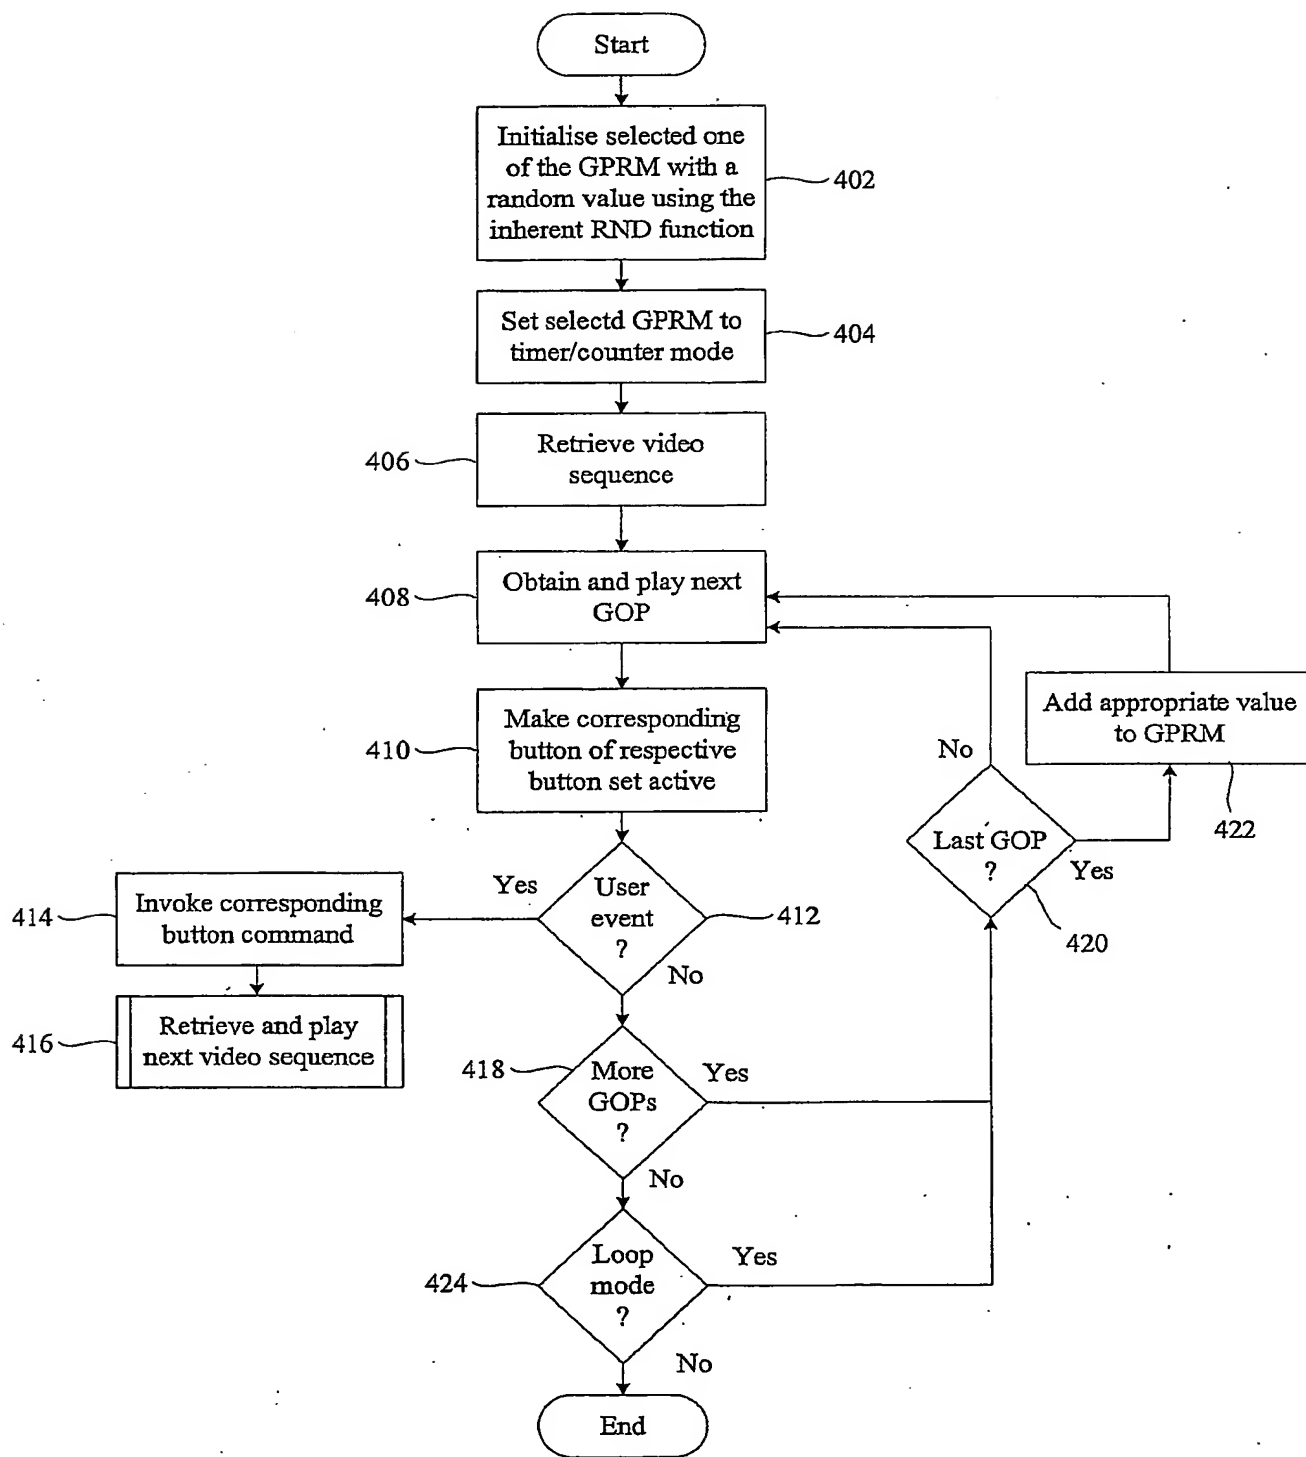 Start
Initialise selected one
of the GPRM with a
random value using the
inherent RND function
402
Set selectd GPRM to
timer/counter mode
404
406
Retrieve video
sequence
408
Obtain and play next
GOP
410
Make corresponding
button of respective
button set active
Add appropriate value
to GPRM
422
No
Last GOP
?
Yes
420
User
event
?
412
Yes
No
414
Invoke corresponding
button command
416
Retrieve and play
next video sequence
418
More
GOPs
?
Yes
No
424
Loop
mode
?
Yes
No
End